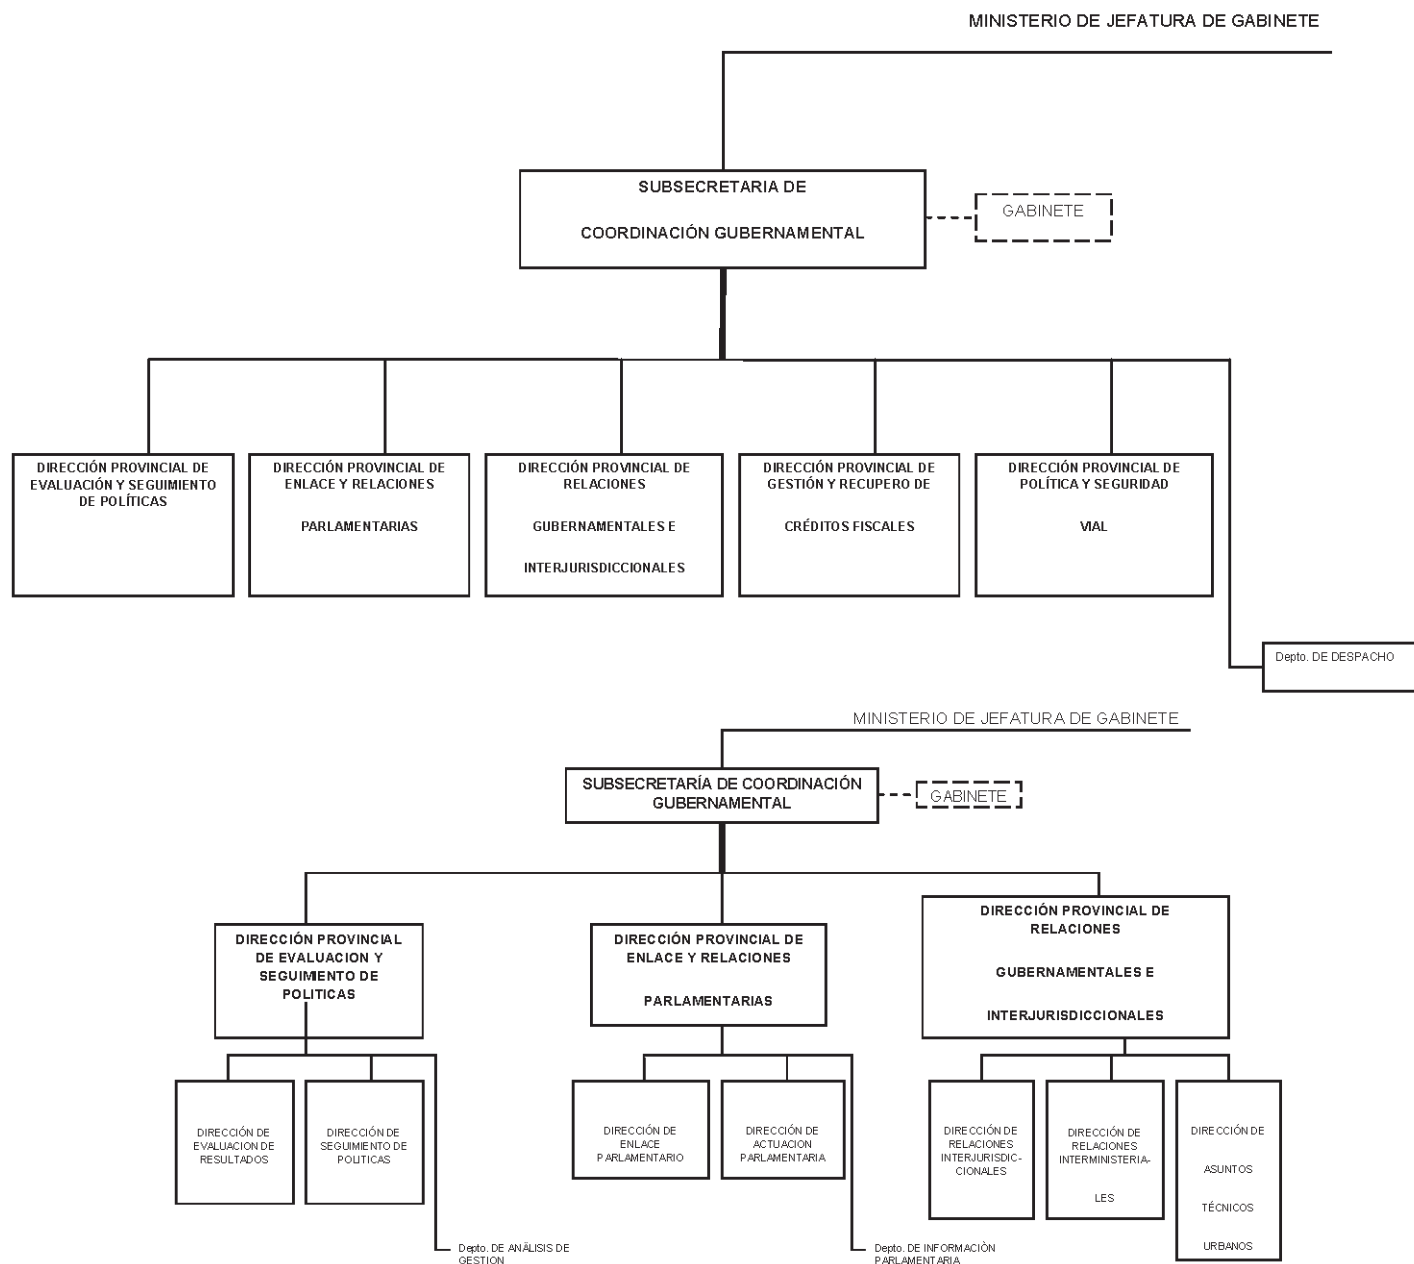 MINISTERIO DE JEFATURA DE GABINETE
SUBSECRETARIA DE
COORDINACIÓN GUBERNAMENTAL
GABINETE
DIRECCIÓN PROVINCIAL DE
EVALUACIÓN Y SEGUIMIENTO
DE POLÍTICAS
DIRECCIÓN PROVINCIAL DE
ENLACE Y RELACIONES
PARLAMENTARIAS
DIRECCIÓN PROVINCIAL DE
RELACIONES
GUBERNAMENTALES E
INTERJURISDICCIONALES
DIRECCIÓN PROVINCIAL DE
GESTIÓN Y RECUPERO DE
CRÉDITOS FISCALES
DIRECCIÓN PROVINCIAL DE
POLÍTICA Y SEGURIDAD
VIAL
Depto. DE DESPACHO
MINISTERIO DE JEFATURA DE GABINETE
SUBSECRETARÍA DE COORDINACIÓN
GUBERNAMENTAL
GABINETE
DIRECCIÓN PROVINCIAL
DE EVALUACION Y
SEGUIMIENTO DE
POLITICAS
DIRECCIÓN PROVINCIAL DE
ENLACE Y RELACIONES
PARLAMENTARIAS
DIRECCIÓN PROVINCIAL DE
RELACIONES
GUBERNAMENTALES E
INTERJURISDICCIONALES
DIRECCIÓN DE
EVALUACION DE
RESULTADOS
DIRECCIÓN DE
SEGUIMIENTO DE
POLITICAS
DIRECCIÓN DE
ENLACE
PARLAMENTARIO
DIRECCIÓN DE
ACTUACION
PARLAMENTARIA
DIRECCIÓN DE
RELACIONES
INTERJURISDIC-
CIONALES
DIRECCIÓN DE
RELACIONES
INTERMINISTERIA-
LES
DIRECCIÓN DE
ASUNTOS
TÉCNICOS
URBANOS
Depto. DE ANÄLISIS DE
GESTION
Depto. DE INFORMACIÒN
PARLAMENTARIA